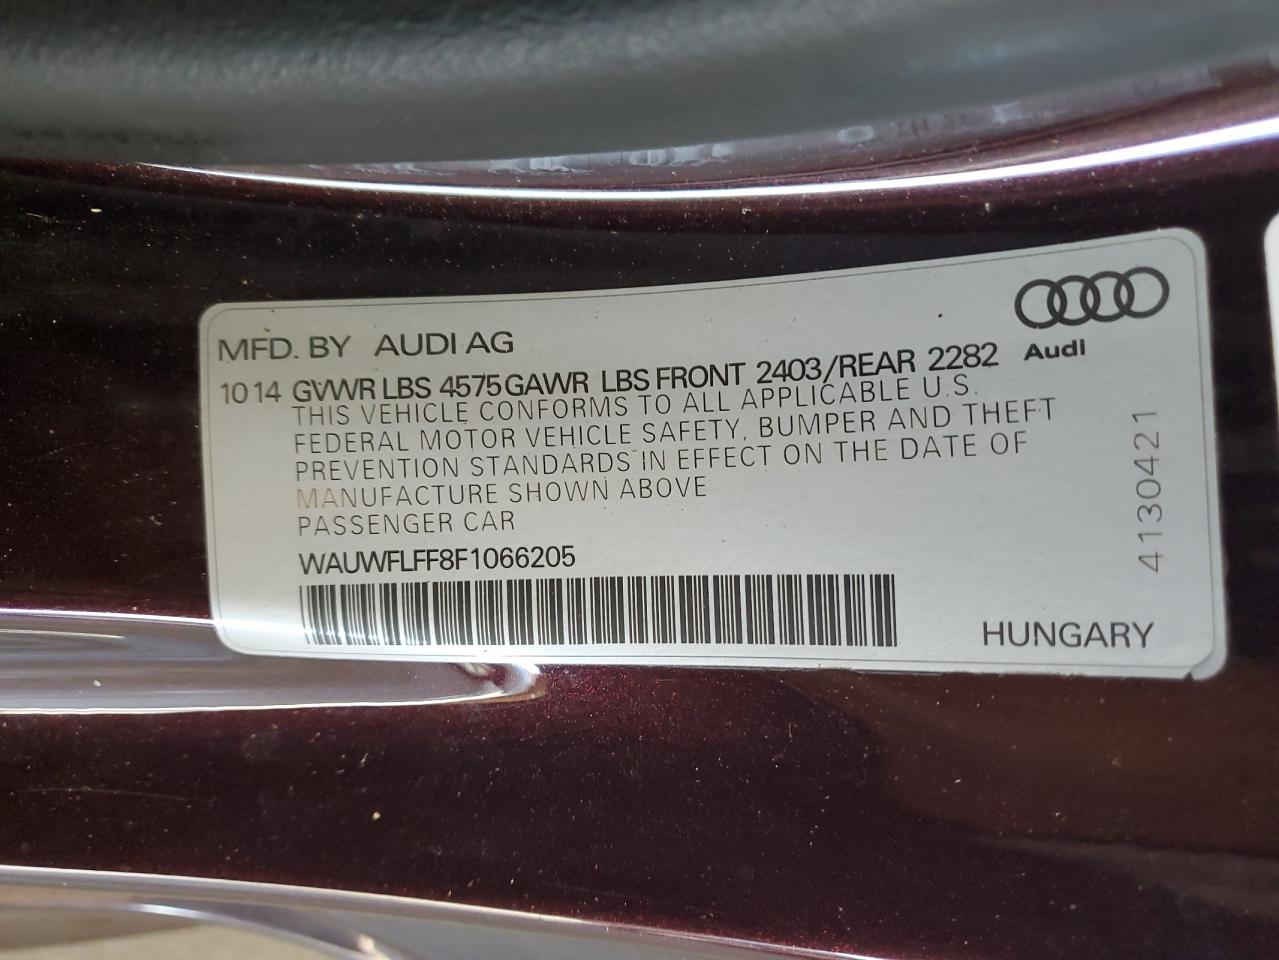 MFD. BY AUDI AG
Audi
10 14 GVWR LBS 4575 GAWR LBS FRONT 2403/REAR 2282
THIS VEHICLE CONFORMS TO ALL APPLICABLE U.S.
FEDERAL MOTOR VEHICLE SAFETY, BUMPER AND THEFT
PREVENTION STANDARDS IN EFFECT ON THE DATE OF
MANUFACTURE SHOWN ABOVE
PASSENGER CAR
WAUWFLFF8F1066205
HUNGARY
4130421